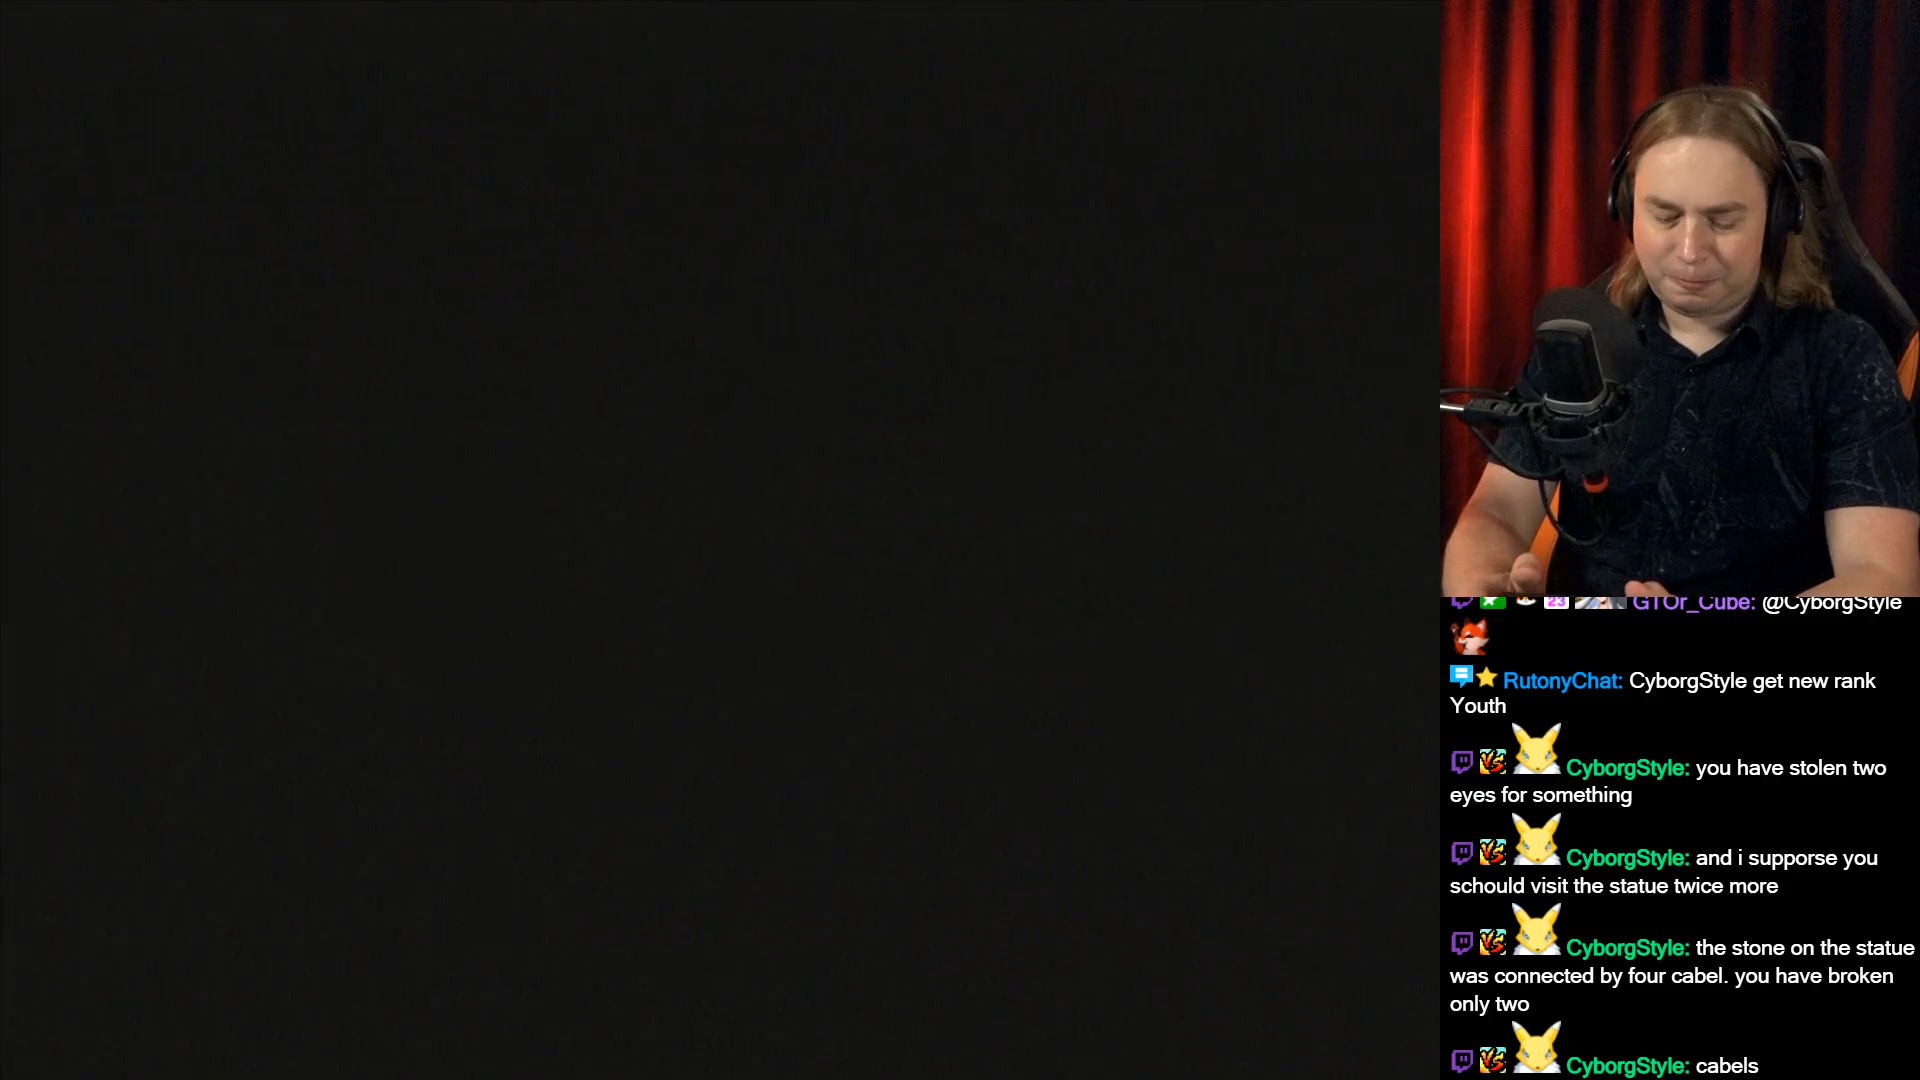 23 GTOr_Cube: @CyborgStyle
RutonyChat: CyborgStyle get new rank
Youth
CyborgStyle: you have stolen two
eyes for something
CyborgStyle: and i supporse you
schould visit the statue twice more
CyborgStyle: the stone on the statue
was connected by four cabel. you have broken
only two
CyborgStyle: cabels